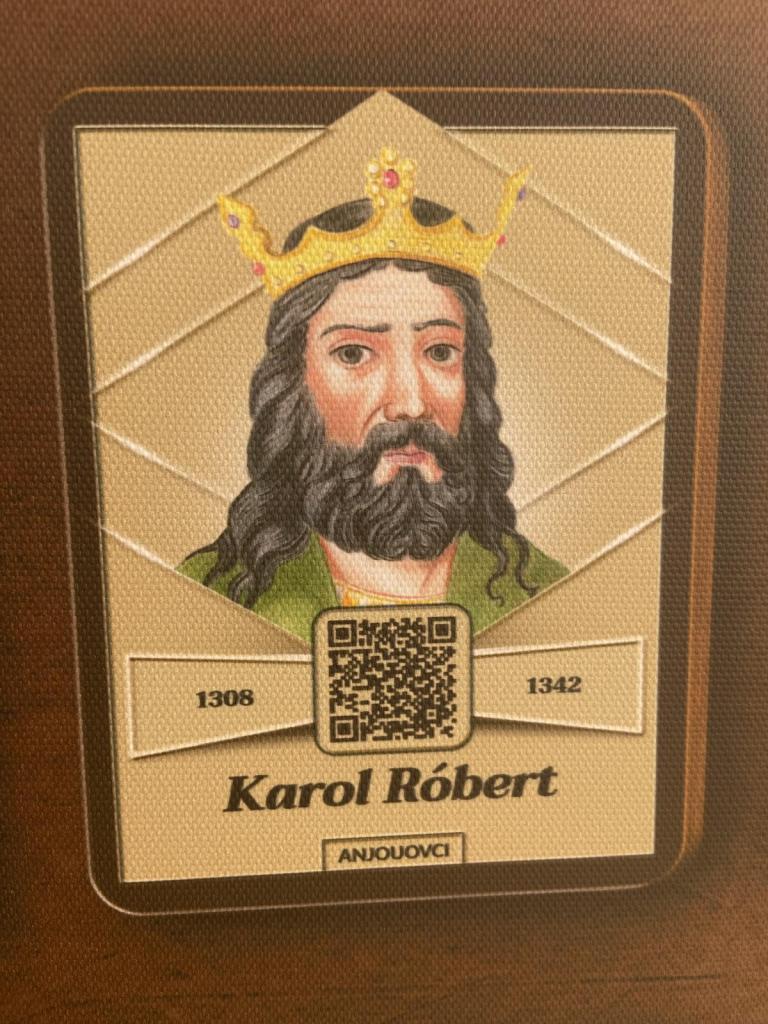 1308
1342
Karol Róbert
ANJOUOVCI